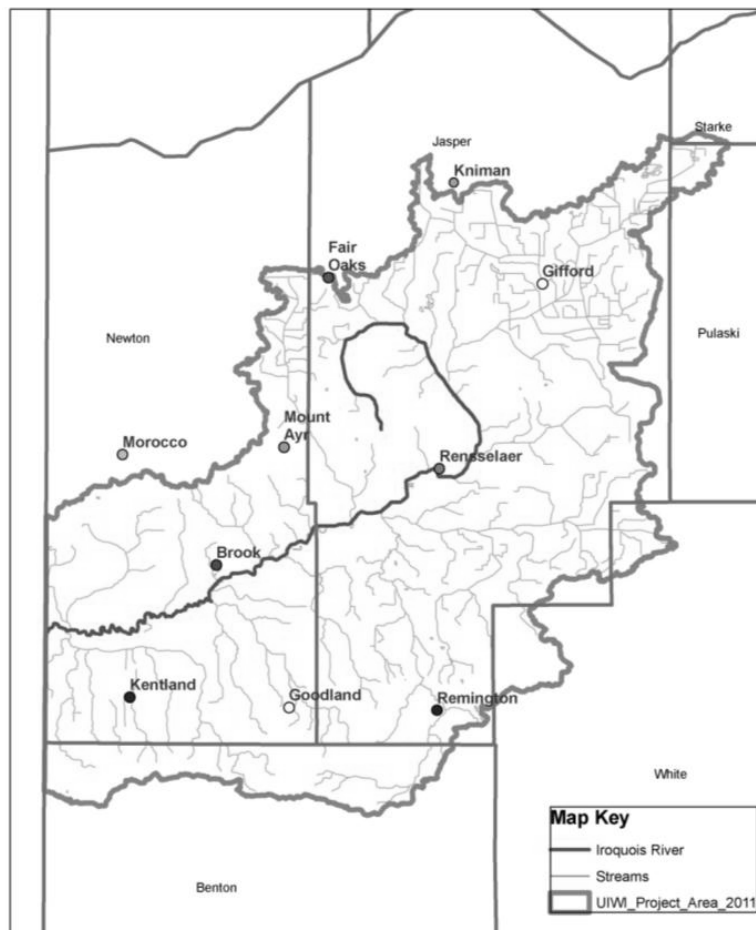 Starke
Jasper
Kniman
Fair
Oaks
Gifford
Newton
Pulaski
Mount
Ayr
Morocco
Rensselaer
Brook
Kentland
Goodland
Remington
White
Map Key
Iroquois River
Streams
UIWI_Project_Area_2011
Benton